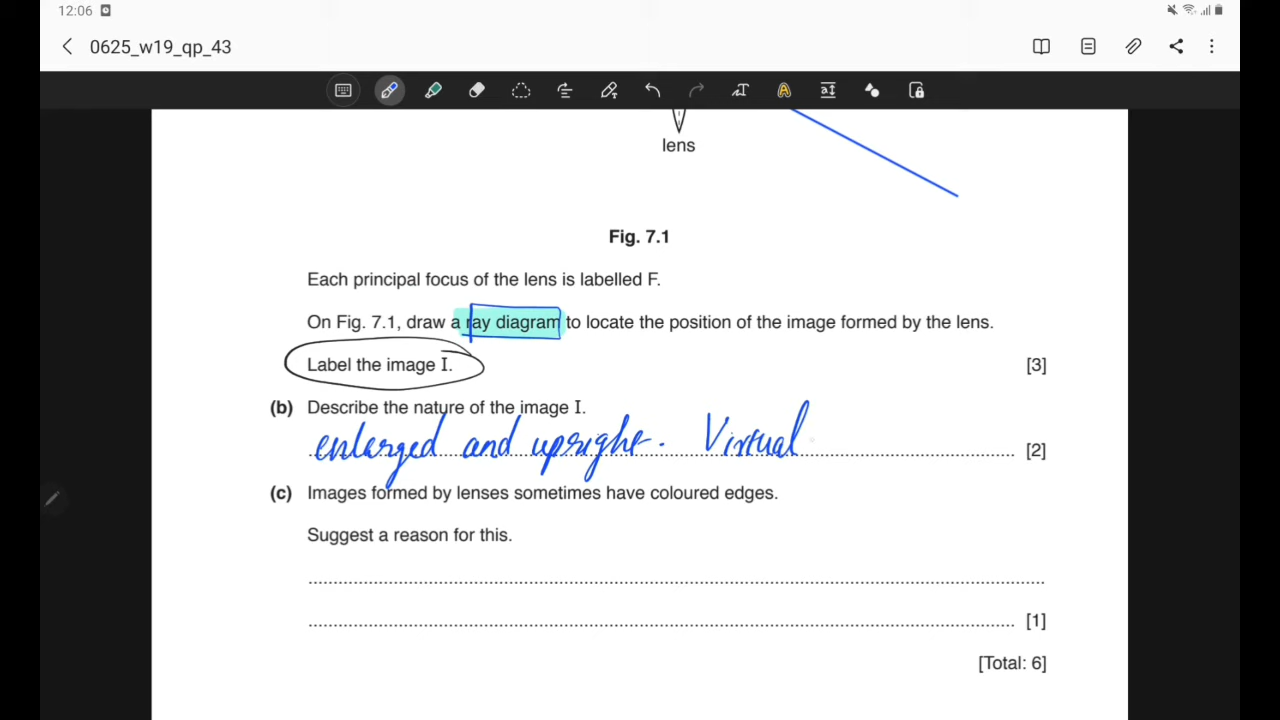 12:06
0625_w19_qp_43
lens
Fig. 7.1
Each principal focus of the lens is labelled F.
On Fig. 7.1, draw a ray diagram to locate the position of the image formed by the lens.
Label the image I. [3]
(b) Describe the nature of the image I.
enlarged and upright. Virtual [2]
(c) Images formed by lenses sometimes have coloured edges.
Suggest a reason for this.
[1]
[Total: 6]